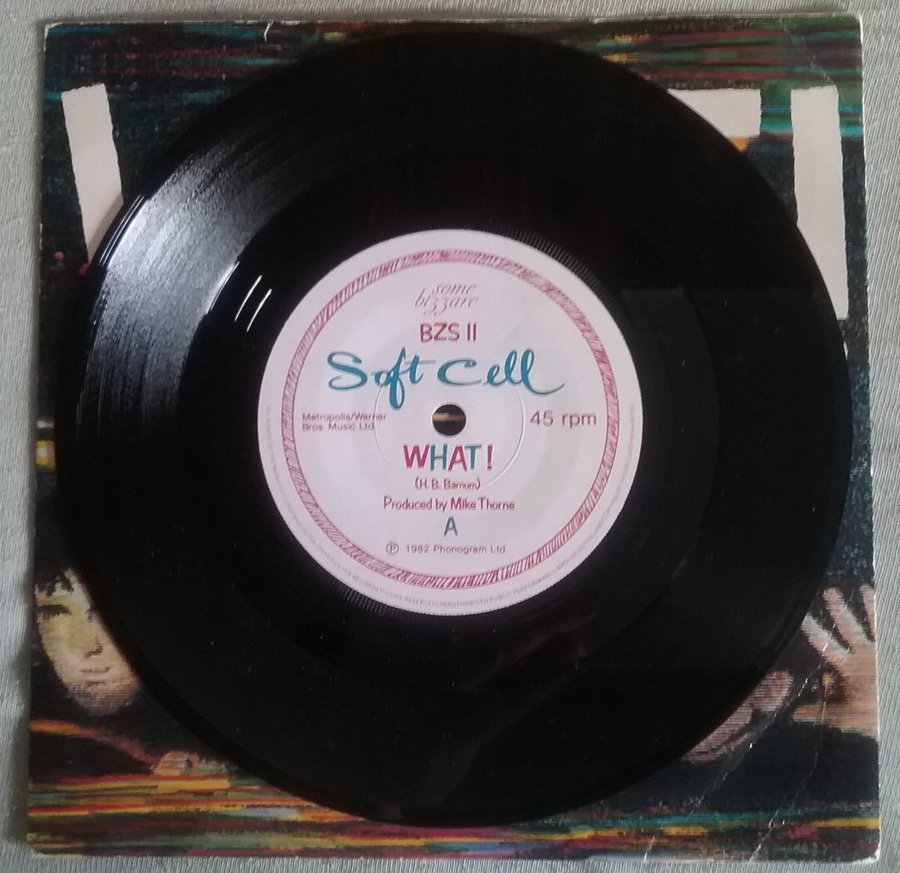 some
bizzare
BZS 11
Soft Cell
Metropolis/Warner
Bros. Music Ltd.
45 rpm
WHAT!
(H. B. Barnum)
Produced by Mike Thorne
A
Ⓟ 1982 Phonogram Ltd.